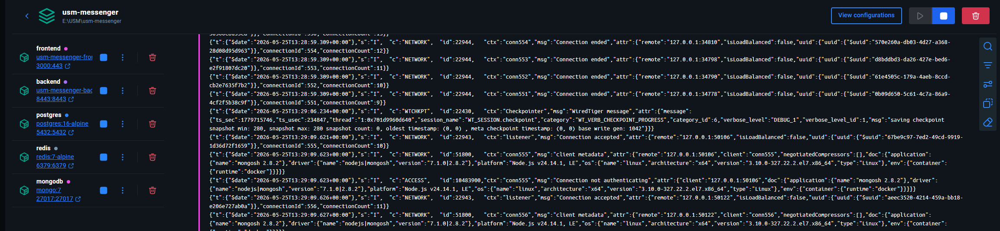 usm-messenger
E:\USM\usm-messenger
View configurations
frontend
usm-messenger-fron
3000:443
backend
usm-messenger-bac
8443:8443
postgres
postgres:16-alpine
5432:5432
redis
redis:7-alpine
6379:6379
mongodb
mongo:7
27017:27017
{"t":{"$date":"2026-05-25T13:28:59.309+00:00"},"s":"I", "c":"NETWORK", "id":22944, "ctx":"conn554","msg":"Connection ended","attr":{"remote":"127.0.0.1:34810","isLoadBalanced":false,"uuid":{"uuid":{"$uuid":"570e260a-db03-4d27-a368-
28d08d95d963"}},"connectionId":554,"connectionCount":12}}
{"t":{"$date":"2026-05-25T13:28:59.309+00:00"},"s":"I", "c":"NETWORK", "id":22944, "ctx":"conn553","msg":"Connection ended","attr":{"remote":"127.0.0.1:34798","isLoadBalanced":false,"uuid":{"uuid":{"$uuid":"d8bddbd3-da26-427e-bed6-
e2f91807dc20"}},"connectionId":553,"connectionCount":11}}
{"t":{"$date":"2026-05-25T13:28:59.309+00:00"},"s":"I", "c":"NETWORK", "id":22944, "ctx":"conn552","msg":"Connection ended","attr":{"remote":"127.0.0.1:34790","isLoadBalanced":false,"uuid":{"uuid":{"$uuid":"61e4505c-179a-4aeb-8ccd-
cb2e7635f7b2"}},"connectionId":552,"connectionCount":10}}
{"t":{"$date":"2026-05-25T13:28:59.309+00:00"},"s":"I", "c":"NETWORK", "id":22944, "ctx":"conn551","msg":"Connection ended","attr":{"remote":"127.0.0.1:34778","isLoadBalanced":false,"uuid":{"uuid":{"$uuid":"0b09d650-5c61-4c7a-86a9-
4cf2f5b38c9f"}},"connectionId":551,"connectionCount":9}}
{"t":{"$date":"2026-05-25T13:29:06.234+00:00"},"s":"I", "c":"WTCHKPT", "id":22430, "ctx":"Checkpointer","msg":"WiredTiger message","attr":{"message":
{"ts_sec":1779715746,"ts_usec":234847,"thread":"1:0x701d9960d640","session_name":"WT_SESSION.checkpoint","category":"WT_VERB_CHECKPOINT_PROGRESS","category_id":6,"verbose_level":"DEBUG_1","verbose_level_id":1,"msg":"saving checkpoint
snapshot min: 280, snapshot max: 280 snapshot count: 0, oldest timestamp: (0, 0) , meta checkpoint timestamp: (0, 0) base write gen: 1042"}}}
{"t":{"$date":"2026-05-25T13:29:09.621+00:00"},"s":"I", "c":"NETWORK", "id":22943, "ctx":"listener","msg":"Connection accepted","attr":{"remote":"127.0.0.1:50106","isLoadBalanced":false,"uuid":{"uuid":{"$uuid":"67be9c97-7ed2-49cd-9919-
1d36d72f1659"}},"connectionId":555,"connectionCount":10}}
{"t":{"$date":"2026-05-25T13:29:09.623+00:00"},"s":"I", "c":"NETWORK", "id":51800, "ctx":"conn555","msg":"client metadata","attr":{"remote":"127.0.0.1:50106","client":"conn555","negotiatedCompressors":[],"doc":{"application":
{"name":"mongosh 2.8.2"},"driver":{"name":"nodejs|mongosh","version":"7.1.0|2.8.2"},"platform":"Node.js v24.14.1, LE","os":{"name":"linux","architecture":"x64","version":"3.10.0-327.22.2.el7.x86_64","type":"Linux"},"env":{"container":
{"runtime":"docker"}}}}}
{"t":{"$date":"2026-05-25T13:29:09.623+00:00"},"s":"I", "c":"ACCESS", "id":10483900,"ctx":"conn555","msg":"Connection not authenticating","attr":{"client":"127.0.0.1:50106","doc":{"application":{"name":"mongosh 2.8.2"},"driver":
{"name":"nodejs|mongosh","version":"7.1.0|2.8.2"},"platform":"Node.js v24.14.1, LE","os":{"name":"linux","architecture":"x64","version":"3.10.0-327.22.2.el7.x86_64","type":"Linux"},"env":{"container":{"runtime":"docker"}}}}}
{"t":{"$date":"2026-05-25T13:29:09.626+00:00"},"s":"I", "c":"NETWORK", "id":22943, "ctx":"listener","msg":"Connection accepted","attr":{"remote":"127.0.0.1:50122","isLoadBalanced":false,"uuid":{"uuid":{"$uuid":"aeec3520-4214-459a-bb18-
e206e727ab0a"}},"connectionId":556,"connectionCount":11}}
{"t":{"$date":"2026-05-25T13:29:09.627+00:00"},"s":"I", "c":"NETWORK", "id":51800, "ctx":"conn556","msg":"client metadata","attr":{"remote":"127.0.0.1:50122","client":"conn556","negotiatedCompressors":[],"doc":{"application":
{"name":"mongosh 2.8.2"},"driver":{"name":"nodejs|mongosh","version":"7.1.0|2.8.2"},"platform":"Node.js v24.14.1, LE","os":{"name":"linux","architecture":"x64","version":"3.10.0-327.22.2.el7.x86_64","type":"Linux"},"env":{"container":